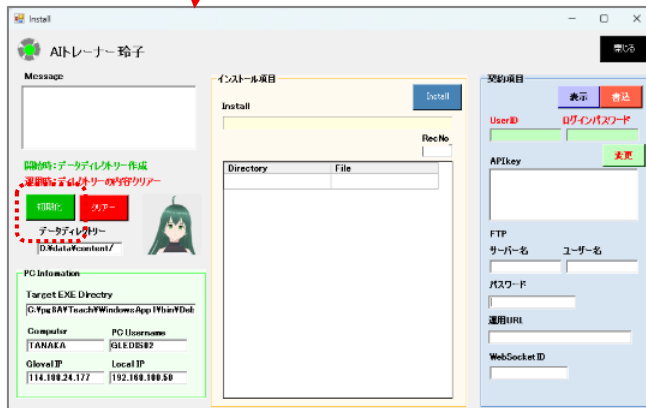 Install
AIトレーナー 玲子
閉じる
Message
開始時：データディレクトリー作成
運用時：ディレクトリーの内容クリアー
初期化
クリアー
データディレクトリー
D:¥data¥content/
PC Infomation
Target EXE Directry
Computer
PC Username
TANAKA
GLEDIS02
Gloval IP
Local IP
114.188.24.177
192.168.100.50
インストール項目
Install
Install
Rec No
Directory
File
契約項目
表示
書込
UserID
ログインパスワード
変更
APIkey
FTP
サーバー名
ユーザー名
パスワード
運用URL
WebSocket ID